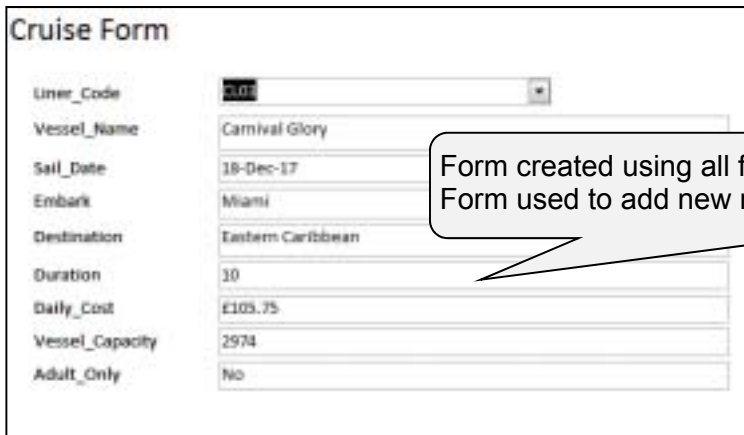 Cruise Form
Liner_Code CL03
Vessel_Name Carnival Glory
Sail_Date 18-Dec-17
Embark Miami
Destination Eastern Caribbean
Duration 10
Daily_Cost £105.75
Vessel_Capacity 2974
Adult_Only No
Form created using all
Form used to add new